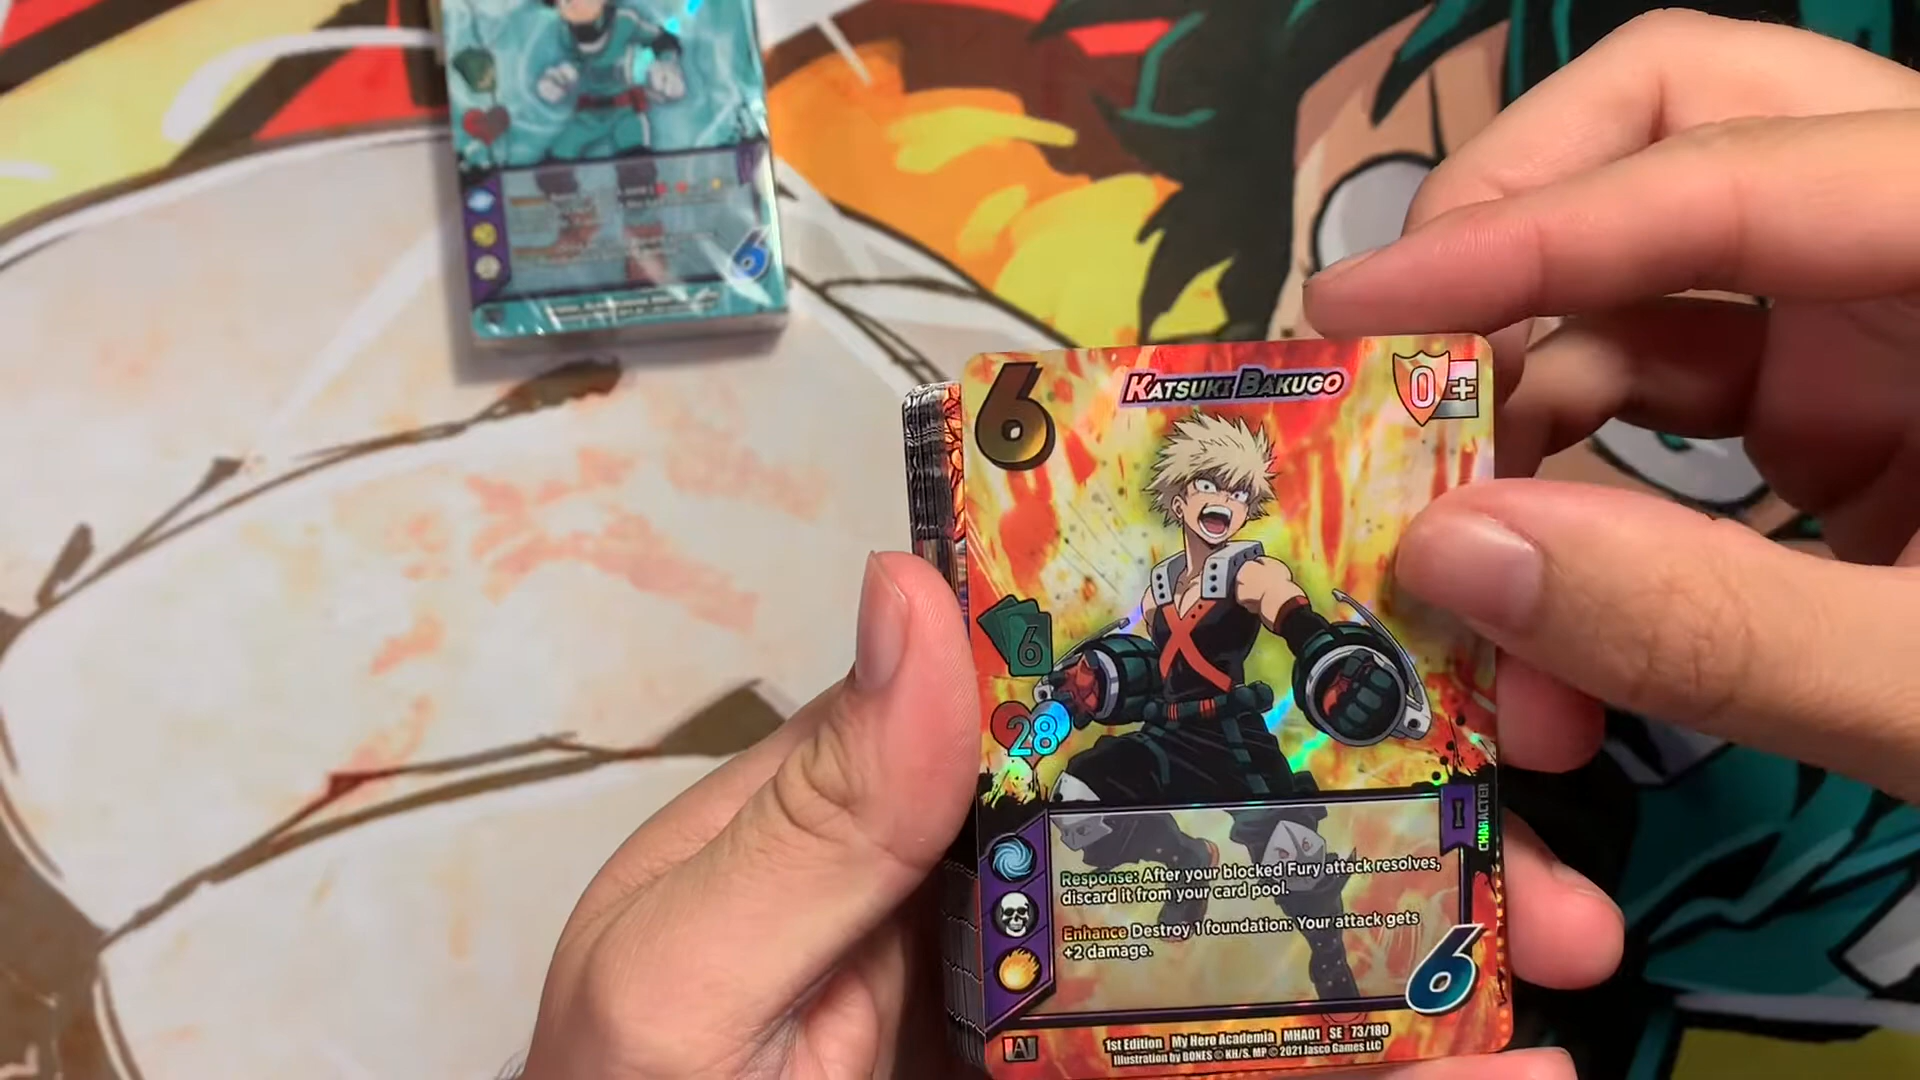 6
6
KATSUKI BAKUGO
0
+
6
28
I
CHARACTER
Response: After your blocked Fury attack resolves,
discard it from your card pool.
Enhance Destroy 1 foundation: Your attack gets
+2 damage.
6
A
1st Edition My Hero Academia MHA01 SE 73/180
Illustration by BONES © KH/S, MP © 2021 Jasco Games LLC